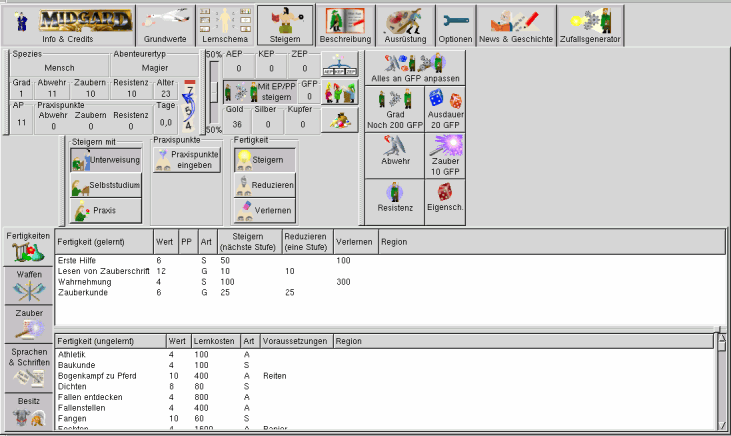 MIDGARD
Info & Credits Grundwerte Lernschema Steigern Beschreibung Ausrüstung Optionen News & Geschichte Zufallsgenerator
Spezies Abenteurertyp
Mensch Magier
Grad Abwehr Zaubern Resistenz Alter
1 11 10 10 23
AP Praxispunkte Tage
Abwehr Zaubern Resistenz
11 0 0 0 0,0
7
5
4
50%
50%
AEP KEP ZEP
0 0 0
AEP KEP ZEP
Mit EP/PP
steigern
GFP
0
Gold Silber Kupfer
36 0 0
Alles an GFP anpassen
Grad
Noch 200 GFP
Ausdauer
20 GFP
Abwehr
Zauber
10 GFP
Resistenz
Eigensch.
Steigern mit
Unterweisung
Selbststudium
Praxis
Praxispunkte
Praxispunkte
eingeben
Fertigkeit
Steigern
Reduzieren
Verlernen
Fertigkeiten
Waffen
Zauber
Sprachen
& Schriften
Besitz
Fertigkeit (gelernt) Wert PP Art Steigern (nächste Stufe) Reduzieren (eine Stufe) Verlernen Region
Erste Hilfe 6 S 50 100
Lesen von Zauberschrift 12 G 10 10
Wahrnehmung 4 S 100 300
Zauberkunde 6 G 25 25
Fertigkeit (ungelernt) Wert Lernkosten Art Voraussetzungen Region
Athletik 4 100 A
Baukunde 4 100 S
Bogenkampf zu Pferd 10 400 A Reiten
Dichten 8 80 S
Fallen entdecken 4 800 A
Fallenstellen 4 400 A
Fangen 10 60 S
Fechten 4 1600 A Rapier